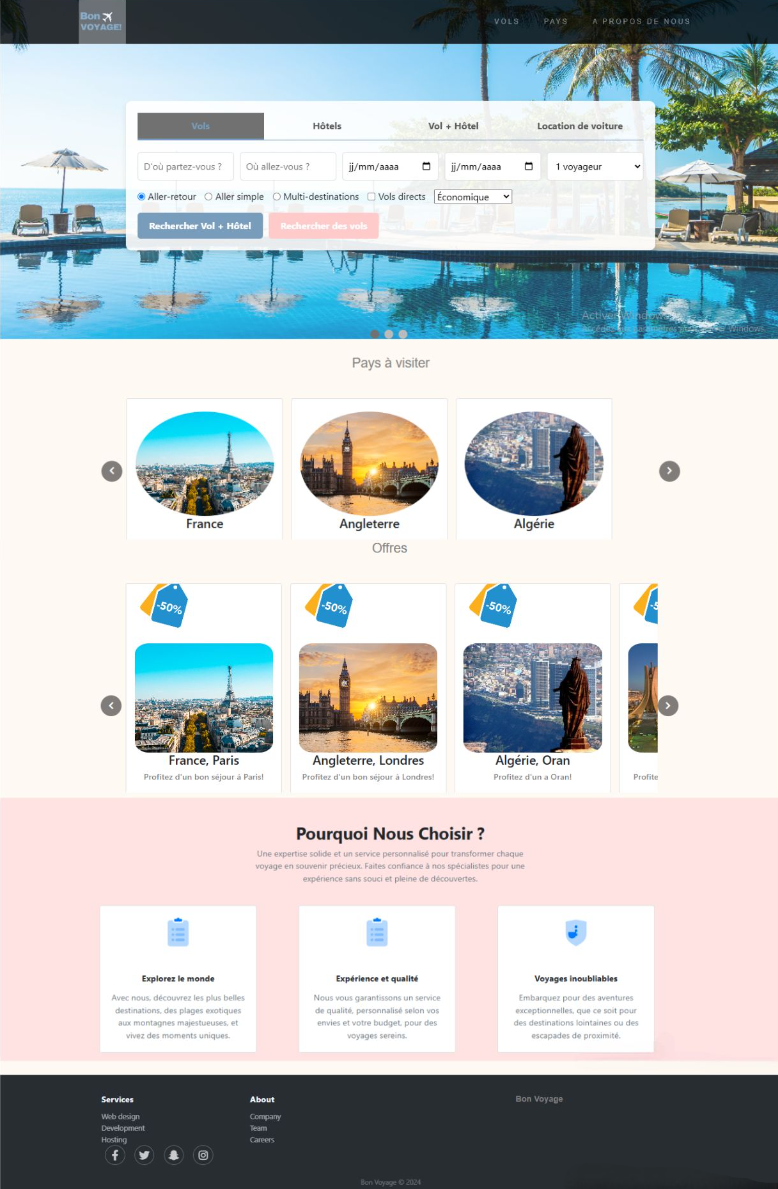 Bon
VOYAGE!
VOLS PAYS A PROPOS DE NOUS
Vols Hôtels Vol + Hôtel Location de voiture
D'où partez-vous ? Où allez-vous ? jj/mm/aaaa jj/mm/aaaa 1 voyageur
Aller-retour Aller simple Multi-destinations Vols directs Économique
Rechercher Vol + Hôtel Rechercher des vols
Activer Windows
Windows.
Pays à visiter
France Angleterre Algérie
Offres
-50% -50% -50% -5
France, Paris Angleterre, Londres Algérie, Oran
Profitez d'un bon séjour à Paris! Profitez d'un bon séjour à Londres! Profitez d'un a Oran! Profite
Pourquoi Nous Choisir ?
Une expertise solide et un service personnalisé pour transformer chaque
voyage en souvenir précieux. Faites confiance à nos spécialistes pour une
expérience sans souci et pleine de découvertes.
Explorez le monde
Avec nous, découvrez les plus belles
destinations, des plages exotiques
aux montagnes majestueuses, et
vivez des moments uniques.
Expérience et qualité
Nous vous garantissons un service
de qualité, personnalisé selon vos
envies et votre budget, pour des
voyages sereins.
Voyages inoubliables
Embarquez pour des aventures
exceptionnelles, que ce soit pour
des destinations lointaines ou des
escapades de proximité.
Services
Web design
Development
Hosting
About
Company
Team
Careers
Bon Voyage
Bon Voyage © 2024